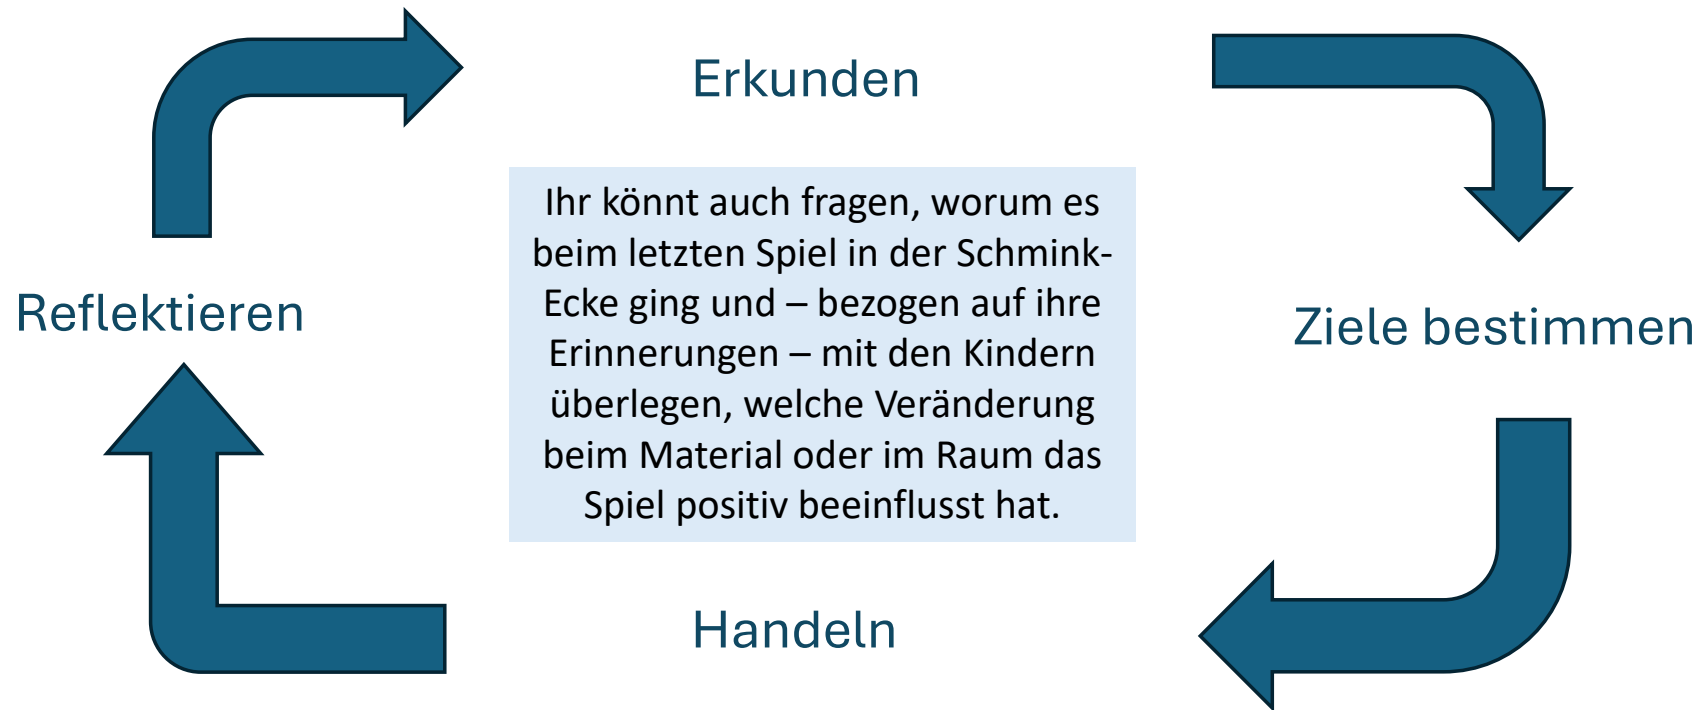 Erkunden
Ihr könnt auch fragen, worum es
beim letzten Spiel in der Schmink-
Ecke ging und – bezogen auf ihre
Erinnerungen – mit den Kindern
überlegen, welche Veränderung
beim Material oder im Raum das
Spiel positiv beeinflusst hat.
Reflektieren
Ziele bestimmen
Handeln